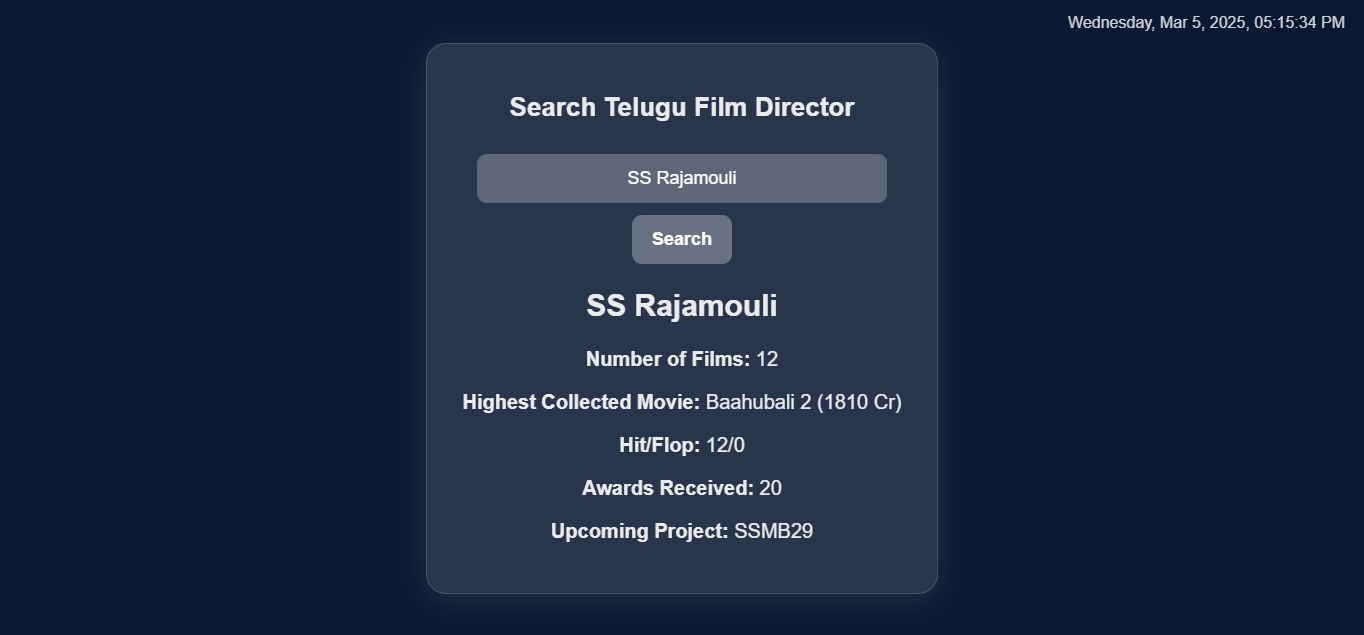 Wednesday, Mar 5, 2025, 05:15:34 PM
Search Telugu Film Director
SS Rajamouli
Search
SS Rajamouli
Number of Films: 12
Highest Collected Movie: Baahubali 2 (1810 Cr)
Hit/Flop: 12/0
Awards Received: 20
Upcoming Project: SSMB29